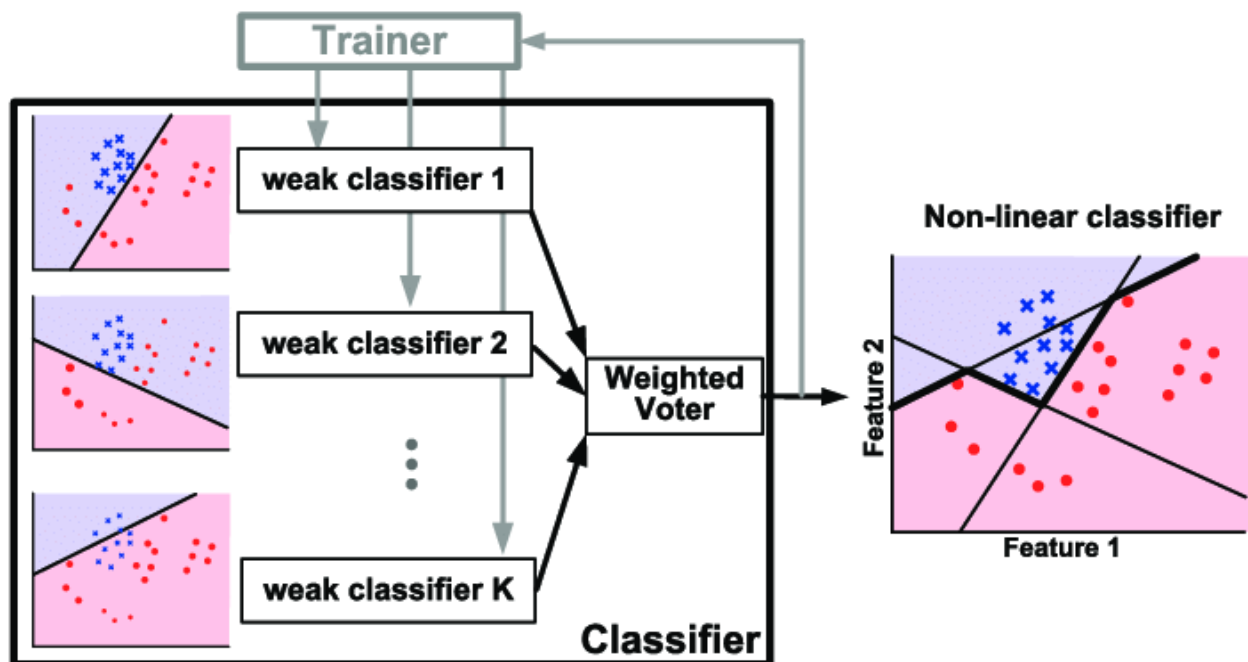 Trainer
weak classifier 1
weak classifier 2
weak classifier K
Weighted
Voter
Classifier
Non-linear classifier
Feature 2
Feature 1